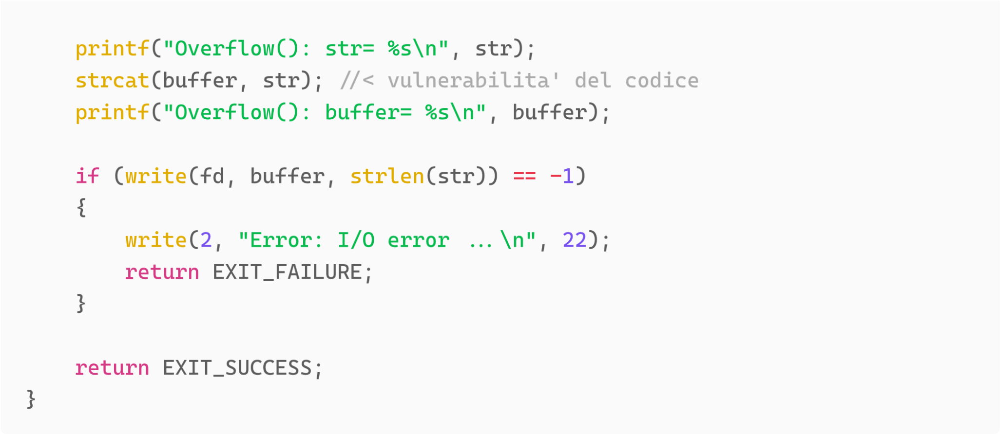 printf("Overflow(): str= %s\n", str);
strcat(buffer, str); //< vulnerabilita' del codice
printf("Overflow(): buffer= %s\n", buffer);
if (write(fd, buffer, strlen(str)) == -1)
{
write(2, "Error: I/O error ...\n", 22);
return EXIT_FAILURE;
}
return EXIT_SUCCESS;
}